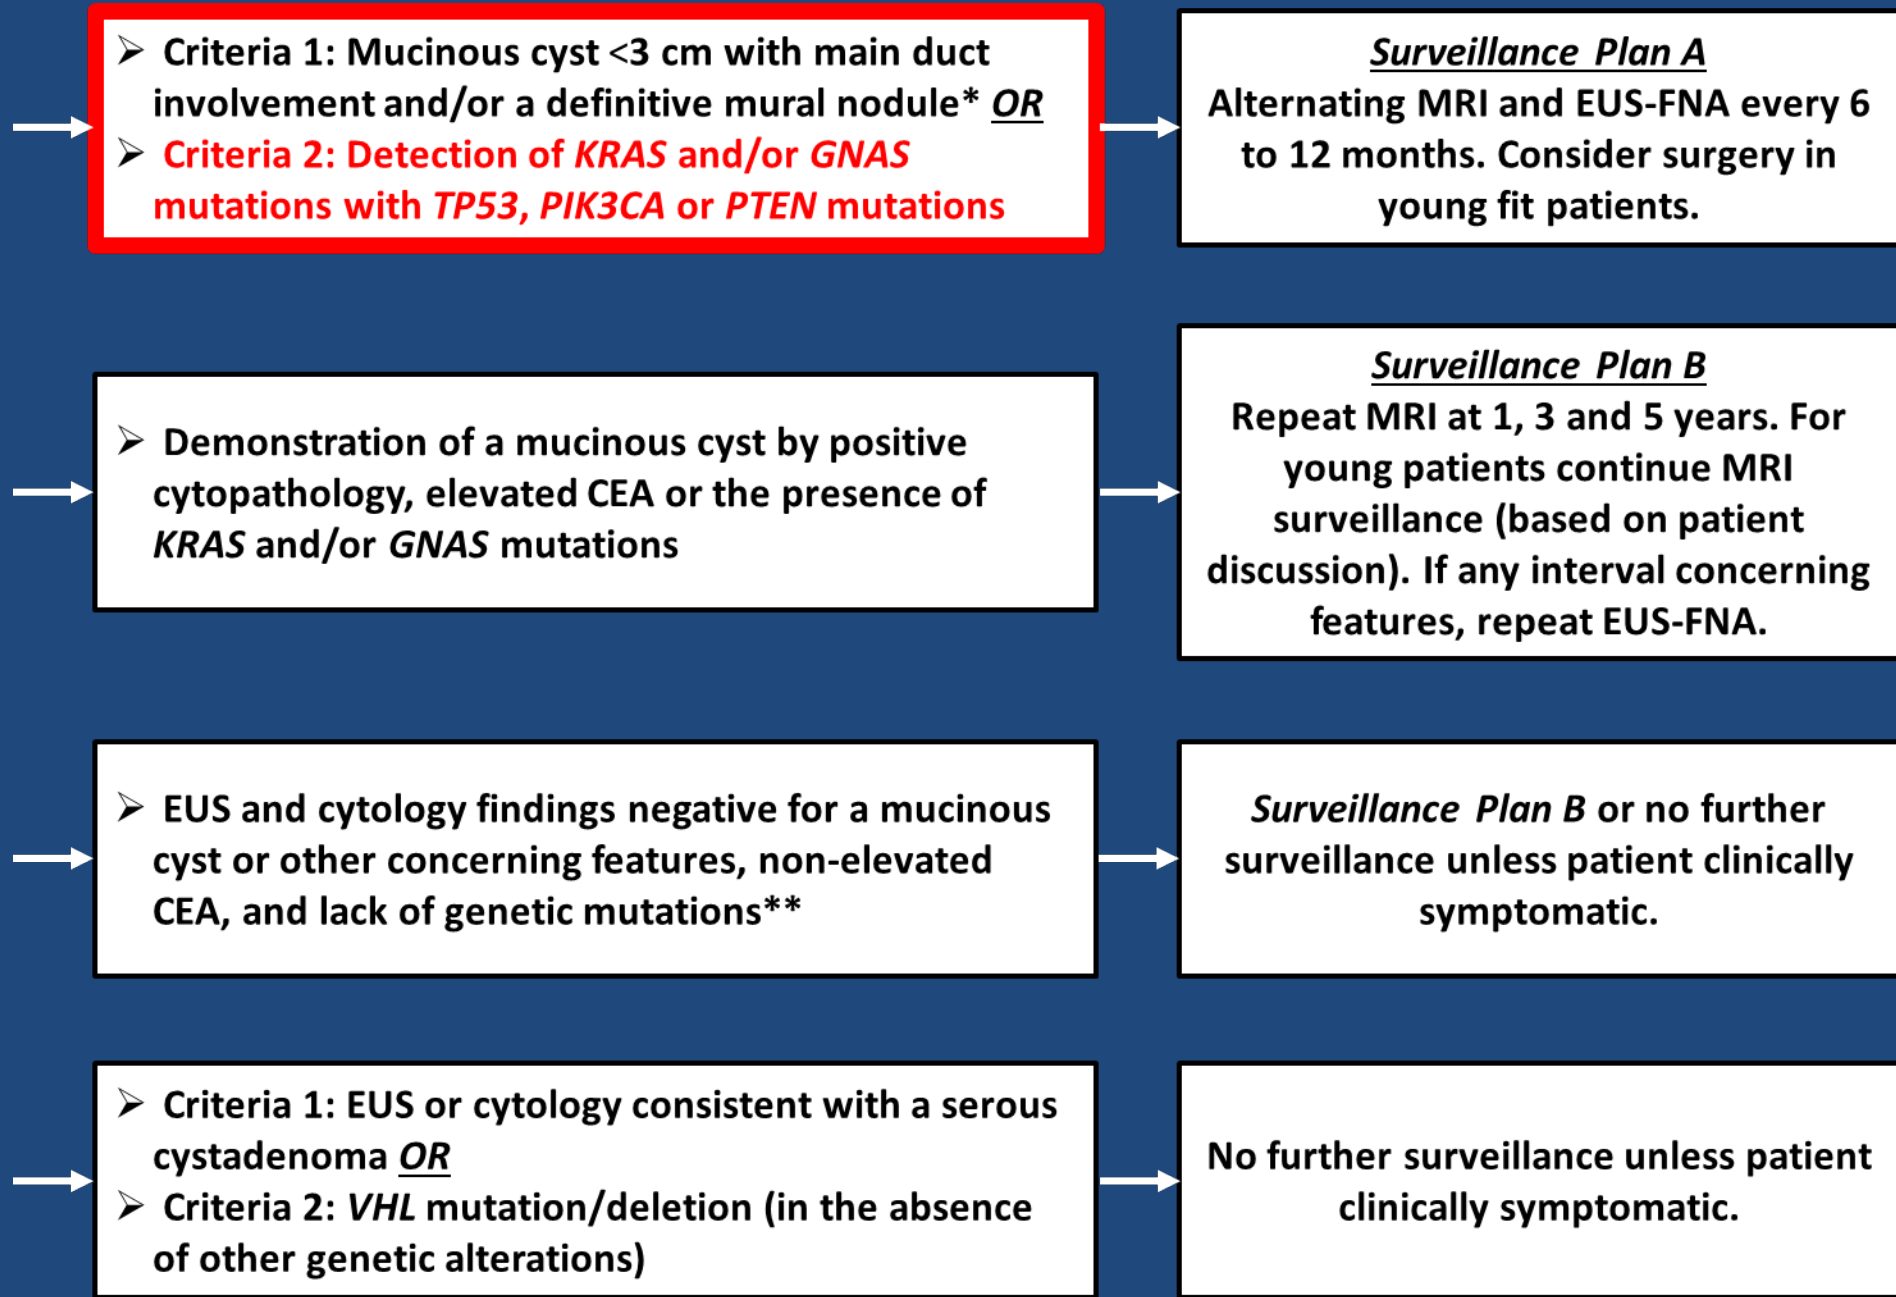 ➢ Criteria 1: Mucinous cyst <3 cm with main duct
involvement and/or a definitive mural nodule* OR
➢ Criteria 2: Detection of KRAS and/or GNAS
mutations with TP53, PIK3CA or PTEN mutations
Surveillance Plan A
Alternating MRI and EUS-FNA every 6
to 12 months. Consider surgery in
young fit patients.
➢ Demonstration of a mucinous cyst by positive
cytopathology, elevated CEA or the presence of
KRAS and/or GNAS mutations
Surveillance Plan B
Repeat MRI at 1, 3 and 5 years. For
young patients continue MRI
surveillance (based on patient
discussion). If any interval concerning
features, repeat EUS-FNA.
➢ EUS and cytology findings negative for a mucinous
cyst or other concerning features, non-elevated
CEA, and lack of genetic mutations**
Surveillance Plan B or no further
surveillance unless patient clinically
symptomatic.
➢ Criteria 1: EUS or cytology consistent with a serous
cystadenoma OR
➢ Criteria 2: VHL mutation/deletion (in the absence
of other genetic alterations)
No further surveillance unless patient
clinically symptomatic.